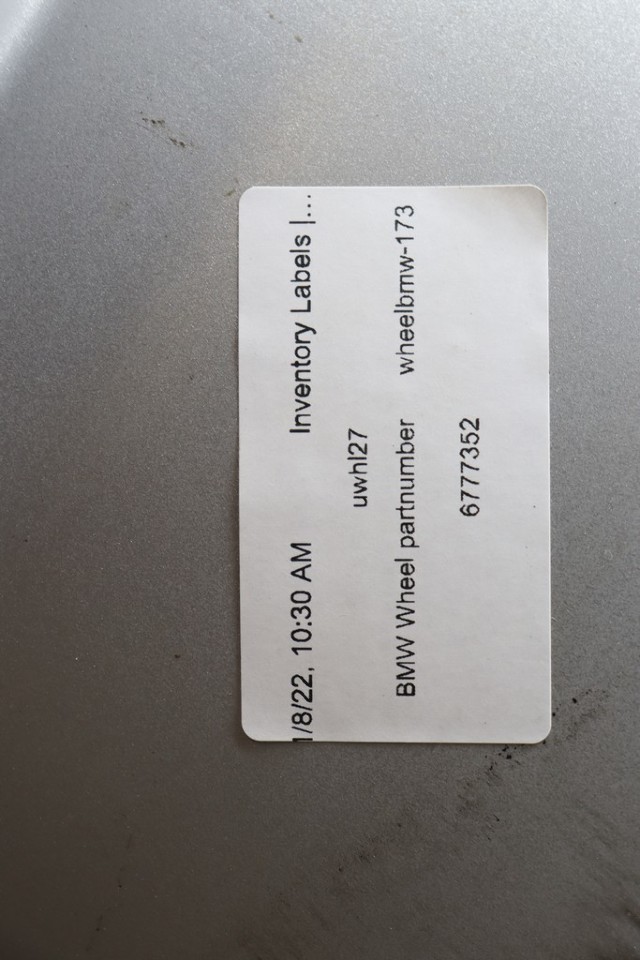 1/8/22, 10:30 AM Inventory Labels |...
uwhl27
BMW Wheel partnumber wheelbmw-173
6777352